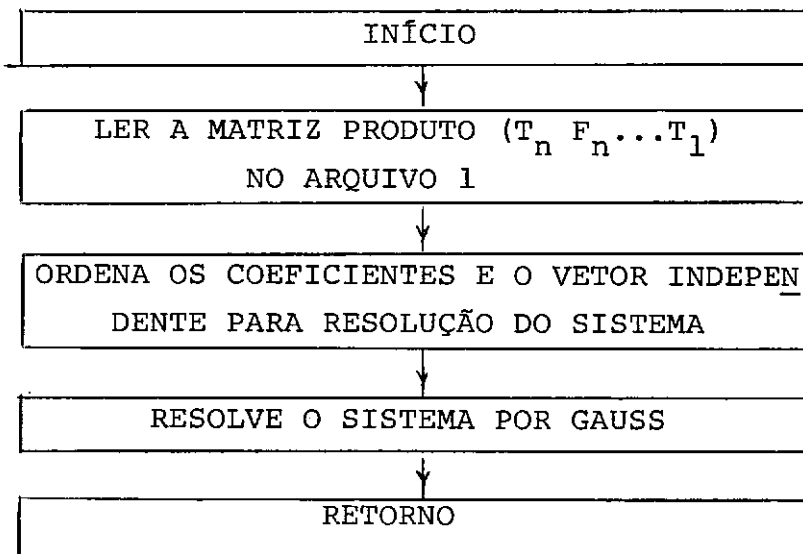 INÍCIO
LER A MATRIZ PRODUTO (Tn Fn...T1)
NO ARQUIVO 1
ORDENA OS COEFICIENTES E O VETOR INDEPEN
DENTE PARA RESOLUÇÃO DO SISTEMA
RESOLVE O SISTEMA POR GAUSS
RETORNO